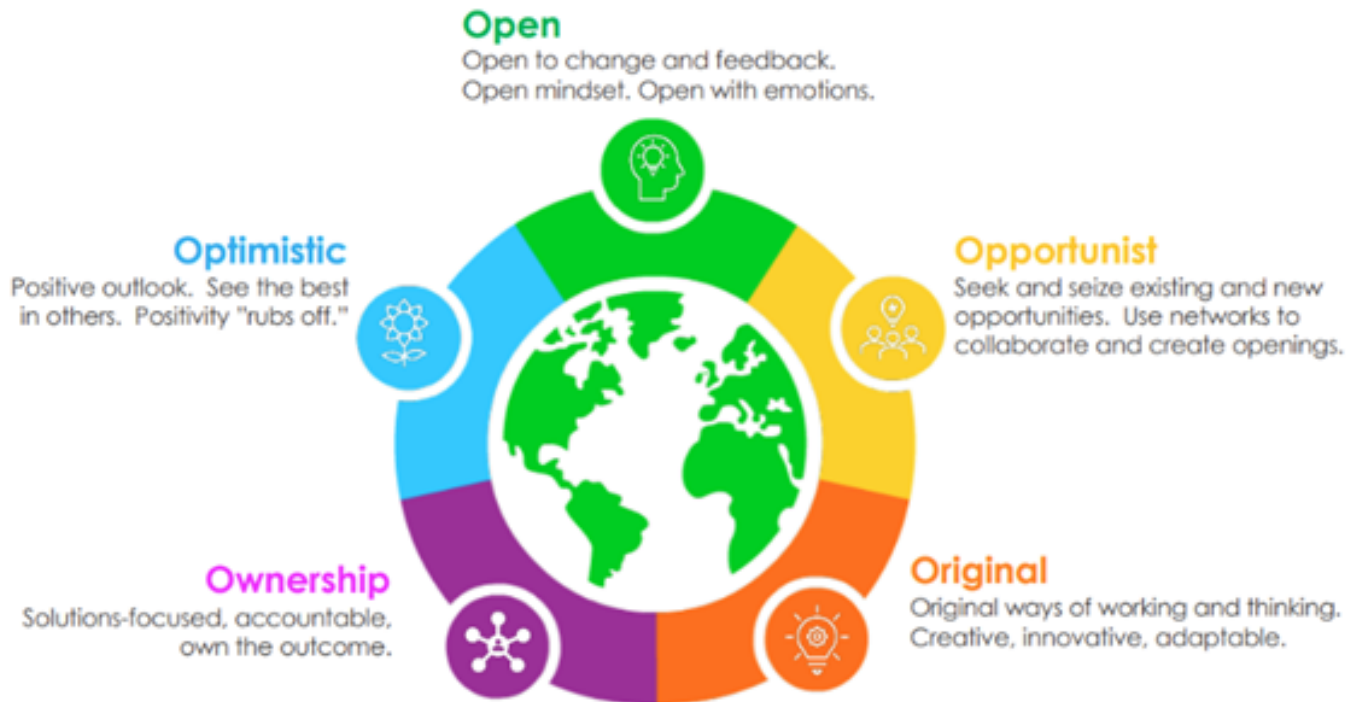 Open
Open to change and feedback.
Open mindset. Open with emotions.
Optimistic
Positive outlook. See the best
in others. Positivity "rubs off."
Opportunist
Seek and seize existing and new
opportunities. Use networks to
collaborate and create openings.
Ownership
Solutions-focused, accountable,
own the outcome.
Original
Original ways of working and thinking.
Creative, innovative, adaptable.